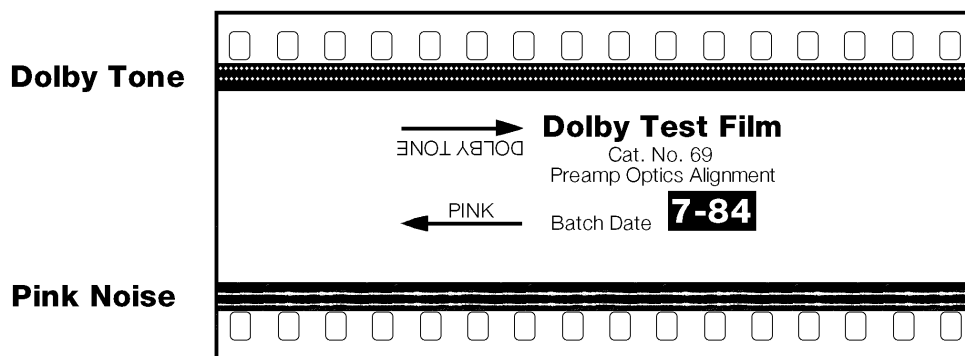 Dolby Tone
DOLBY TONE
Dolby Test Film
Cat. No. 69
Preamp Optics Alignment
PINK
Batch Date 7-84
Pink Noise